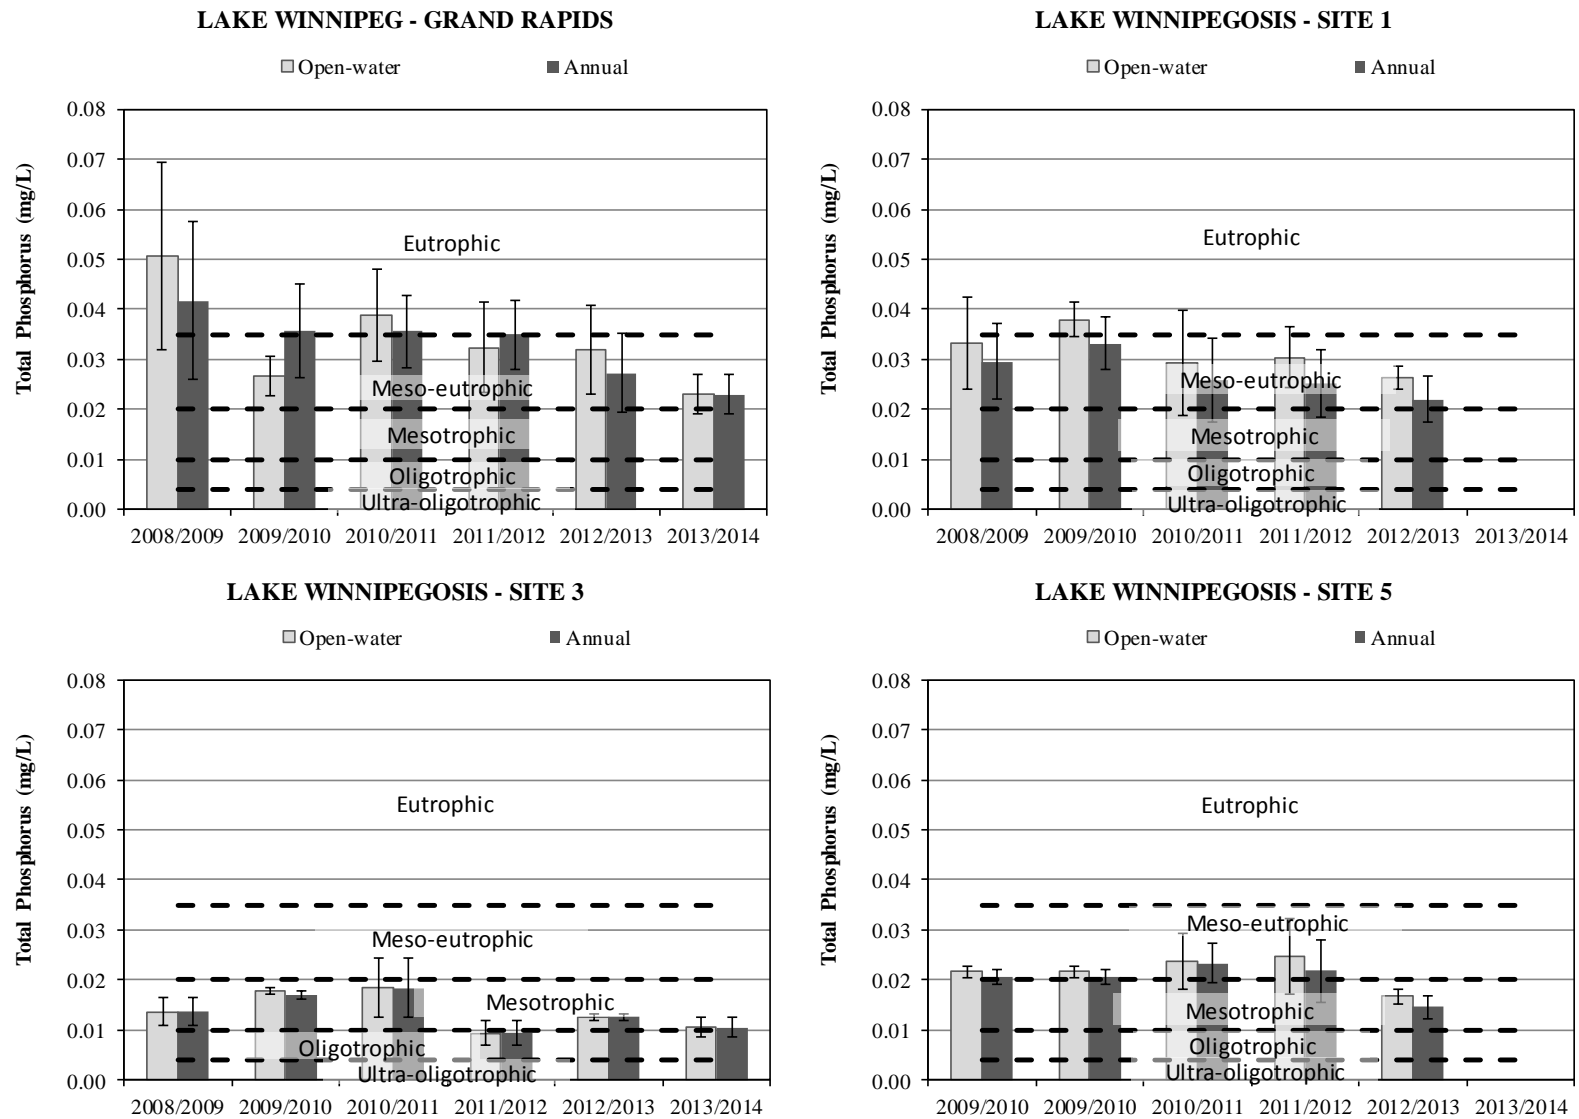 LAKE WINNIPEG - GRAND RAPIDS
Open-water Annual
Total Phosphorus (mg/L)
0.08
0.07
0.06
0.05
0.04
0.03
0.02
0.01
0.00
Eutrophic
Meso-eutrophic
Mesotrophic
Oligotrophic
Ultra-oligotrophic
2008/2009 2009/2010 2010/2011 2011/2012 2012/2013 2013/2014
LAKE WINNIPEGOSIS - SITE 1
Open-water Annual
Total Phosphorus (mg/L)
0.08
0.07
0.06
0.05
0.04
0.03
0.02
0.01
0.00
Eutrophic
Meso-eutrophic
Mesotrophic
Oligotrophic
Ultra-oligotrophic
2008/2009 2009/2010 2010/2011 2011/2012 2012/2013 2013/2014
LAKE WINNIPEGOSIS - SITE 3
Open-water Annual
Total Phosphorus (mg/L)
0.08
0.07
0.06
0.05
0.04
0.03
0.02
0.01
0.00
Eutrophic
Meso-eutrophic
Mesotrophic
Oligotrophic
Ultra-oligotrophic
2008/2009 2009/2010 2010/2011 2011/2012 2012/2013 2013/2014
LAKE WINNIPEGOSIS - SITE 5
Open-water Annual
Total Phosphorus (mg/L)
0.08
0.07
0.06
0.05
0.04
0.03
0.02
0.01
0.00
Eutrophic
Meso-eutrophic
Mesotrophic
Oligotrophic
Ultra-oligotrophic
2009/2010 2009/2010 2010/2011 2011/2012 2012/2013 2013/2014